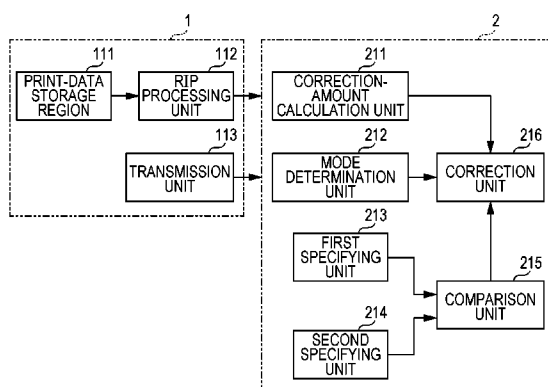 1
2
111
PRINT-DATA
STORAGE
REGION
112
RIP
PROCESSING
UNIT
113
TRANSMISSION
UNIT
211
CORRECTION-
AMOUNT
CALCULATION UNIT
212
MODE
DETERMINATION
UNIT
216
CORRECTION
UNIT
213
FIRST
SPECIFYING
UNIT
215
COMPARISON
UNIT
214
SECOND
SPECIFYING
UNIT